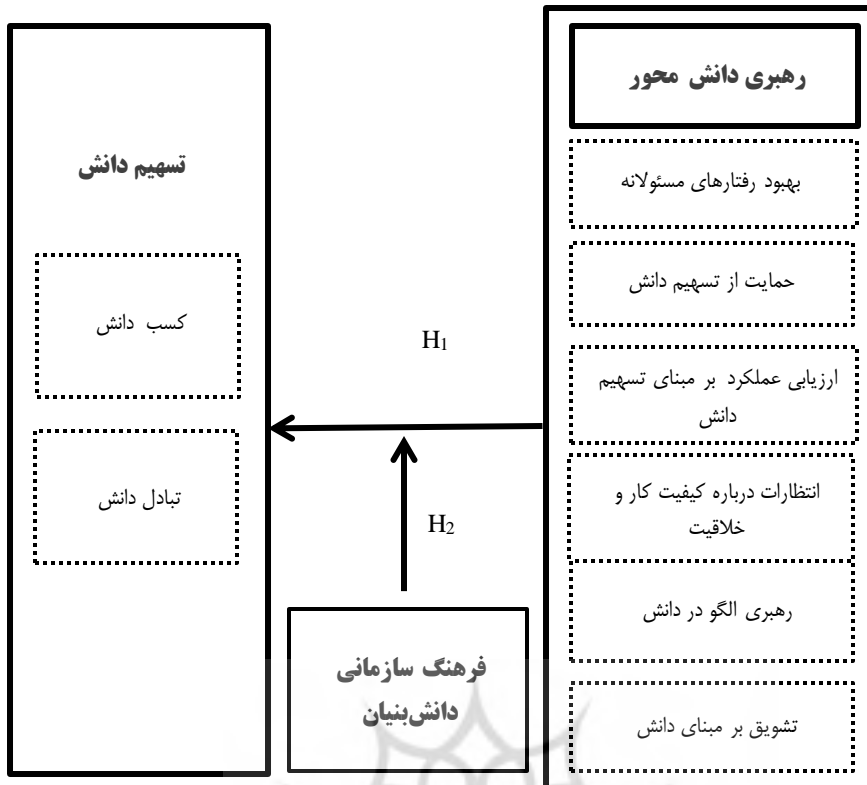 رهبری دانش محور
بهبود رفتارهای مسئولانه
حمایت از تسهیم دانش
ارزیابی عملکرد بر مبنای تسهیم
دانش
انتظارات درباره کیفیت کار و
خلاقیت
رهبری الگو در دانش
تشویق بر مبنای دانش
H1
H2
فرهنگ سازمانی
دانش‌بنیان
تسهیم دانش
کسب دانش
تبادل دانش